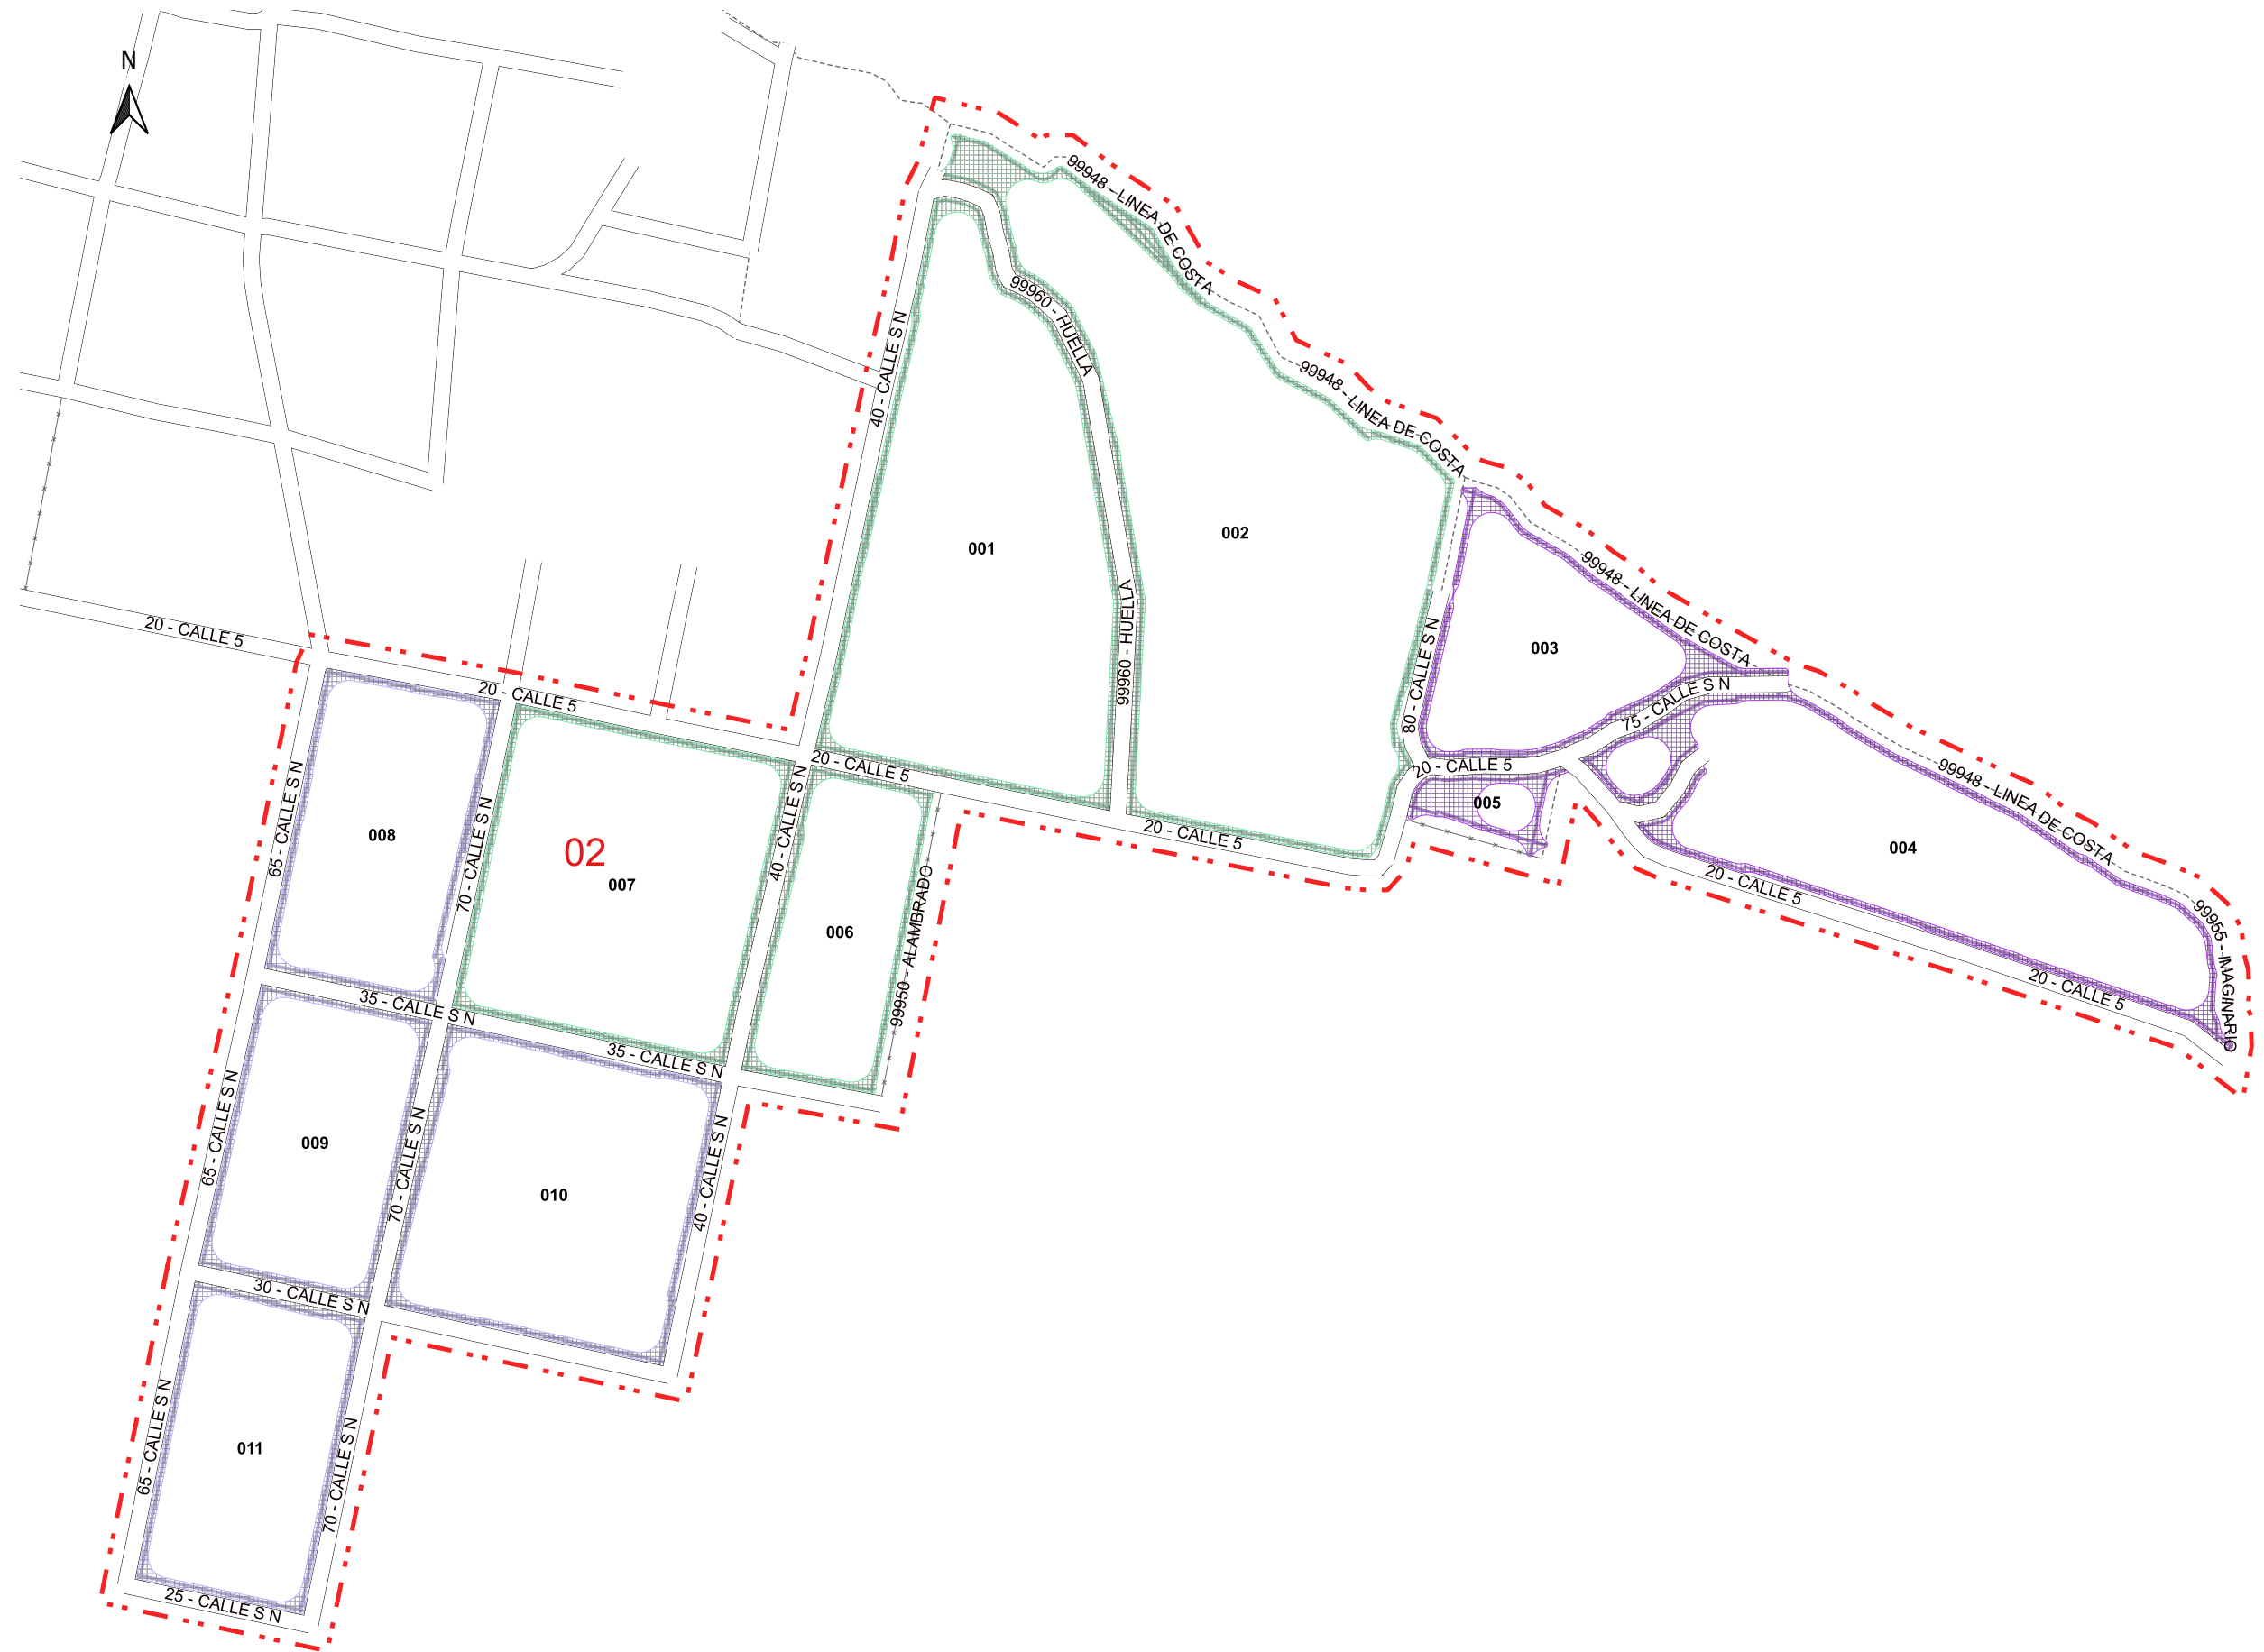 N
99948 - LINEA DE COSTA
99960 - HUELLA
40 - CALLE S N
99948 - LINEA DE COSTA
001
002
99948 - LINEA DE COSTA
20 - CALLE 5
99960 - HUELLA
80 - CALLE S N
003
75 - CALLE S N
20 - CALLE 5
20 - CALLE 5
20 - CALLE 5
99948 - LINEA DE COSTA
005
65 - CALLE S N
008
70 - CALLE S N
02
007
40 - CALLE S N
20 - CALLE 5
004
20 - CALLE 5
006
99950 - ALAMBRADO
99955 - IMAGINARIO
20 - CALLE 5
35 - CALLE S N
35 - CALLE S N
65 - CALLE S N
009
70 - CALLE S N
010
40 - CALLE S N
30 - CALLE S N
65 - CALLE S N
011
70 - CALLE S N
25 - CALLE S N